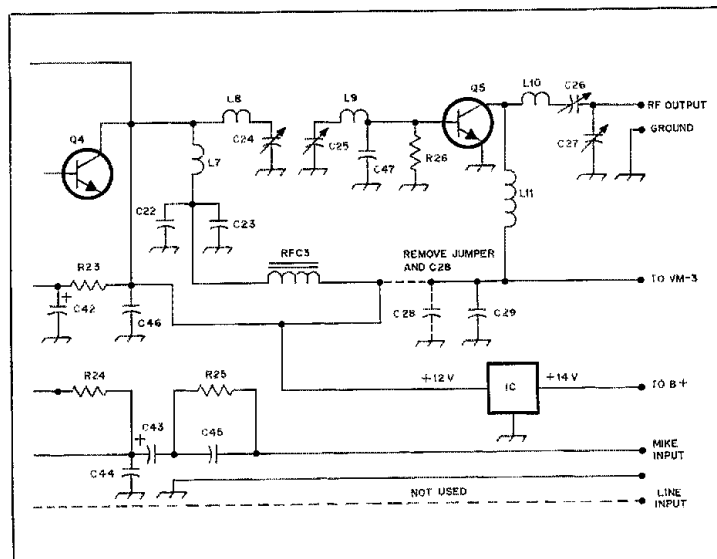 L10
Q5
C26
L8
L9
RF OUTPUT
Q4
C24
C25
C27
GROUND
C47
R26
L7
L11
C22
C23
RFC3
REMOVE JUMPER
AND C28
R23
TO VM-3
+
C42
C46
C28
C29
R24
R25
+12V
IC
+14V
TO B+
+
C43
C45
MIKE
INPUT
C44
NOT USED
LINE
INPUT